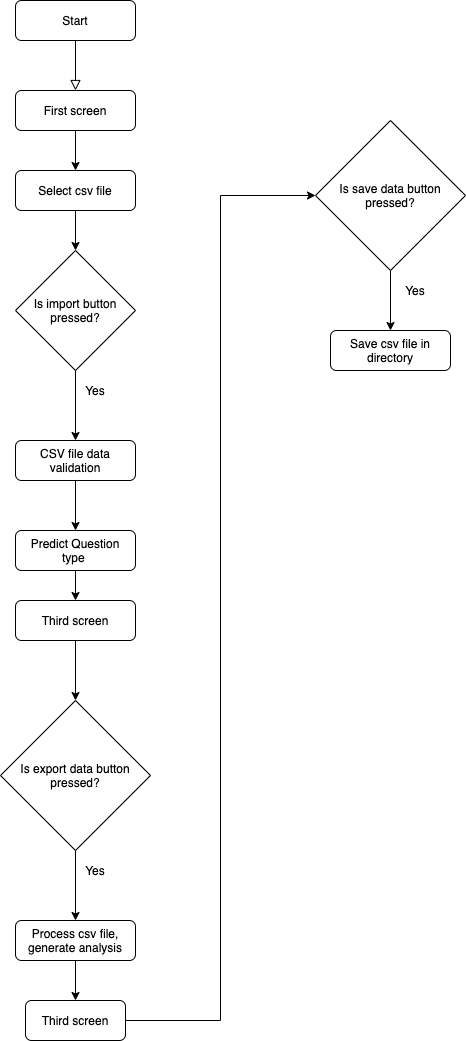 Start
First screen
Select csv file
Is import button
pressed?
Yes
CSV file data
validation
Predict Question
type
Third screen
Is export data button
pressed?
Yes
Process csv file,
generate analysis
Third screen
Is save data button
pressed?
Yes
Save csv file in
directory